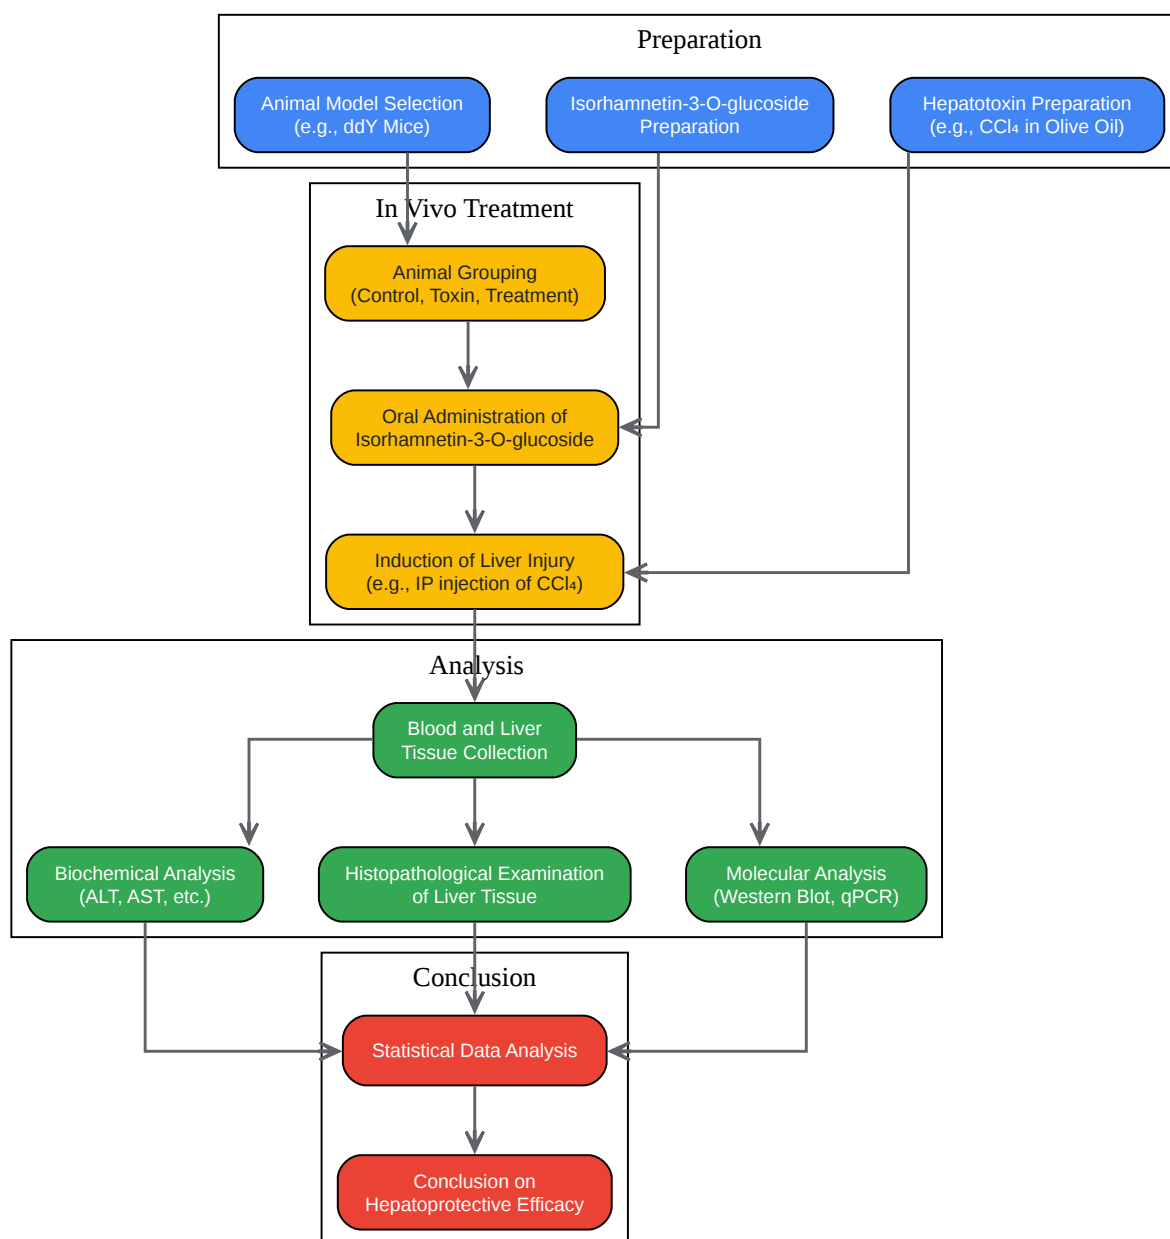 Preparation
Animal Model Selection
(e.g., ddY Mice)
Isorhamnetin-3-O-glucoside
Preparation
Hepatotoxin Preparation
(e.g., CCl₄ in Olive Oil)
In Vivo Treatment
Animal Grouping
(Control, Toxin, Treatment)
Oral Administration of
Isorhamnetin-3-O-glucoside
Induction of Liver Injury
(e.g., IP injection of CCl₄)
Analysis
Blood and Liver
Tissue Collection
Biochemical Analysis
(ALT, AST, etc.)
Histopathological Examination
of Liver Tissue
Molecular Analysis
(Western Blot, qPCR)
Conclusion
Statistical Data Analysis
Conclusion on
Hepatoprotective Efficacy